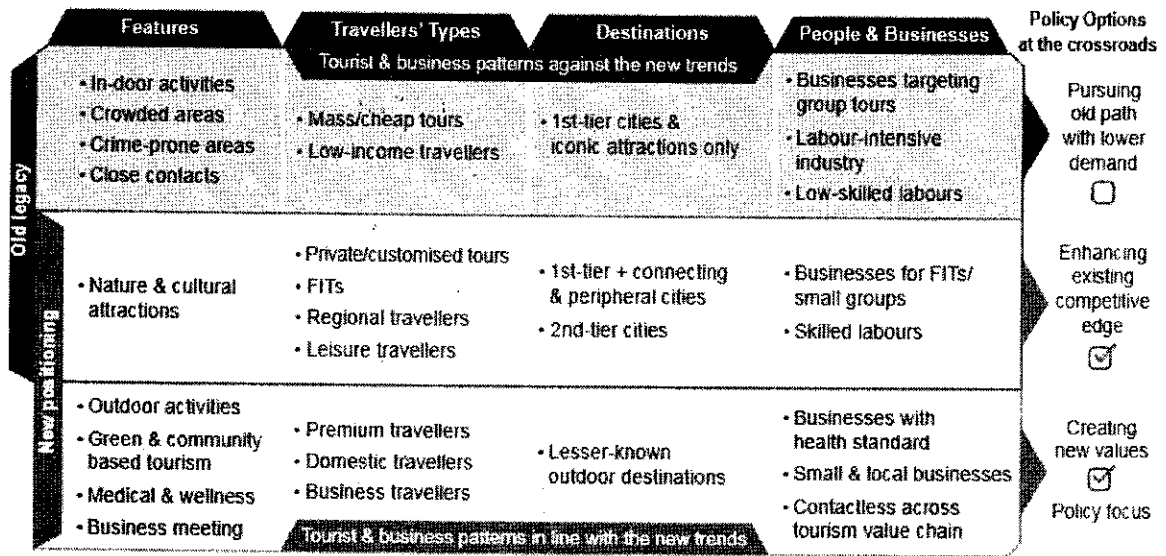 Features
Travellers' Types
Destinations
People & Businesses
Policy Options
at the crossroads
Tourist & business patterns against the new trends
Old legacy
• In-door activities
• Crowded areas
• Crime-prone areas
• Close contacts
• Mass/cheap tours
• Low-income travellers
• 1st-tier cities &
iconic attractions only
• Businesses targeting
group tours
• Labour-intensive
industry
• Low-skilled labours
Pursuing
old path
with lower
demand
New positioning
• Nature & cultural
attractions
• Private/customised tours
• FITs
• Regional travellers
• Leisure travellers
• 1st-tier + connecting
& peripheral cities
• 2nd-tier cities
• Businesses for FITs/
small groups
• Skilled labours
Enhancing
existing
competitive
edge
• Outdoor activities
• Green & community
based tourism
• Medical & wellness
• Business meeting
• Premium travellers
• Domestic travellers
• Business travellers
• Lesser-known
outdoor destinations
• Businesses with
health standard
• Small & local businesses
• Contactless across
tourism value chain
Creating
new values
Policy focus
Tourist & business patterns in line with the new trends